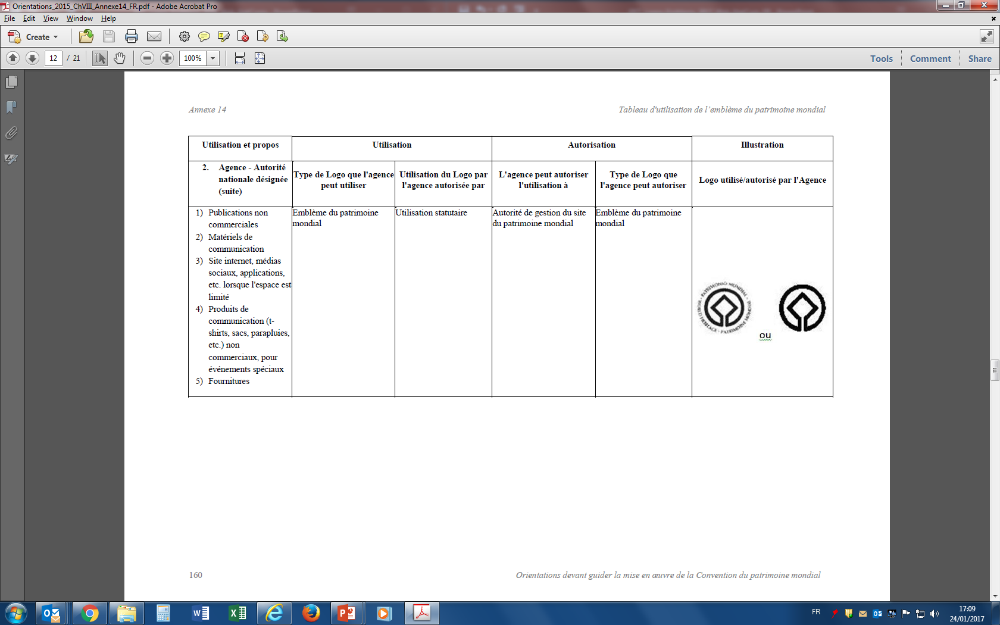 Orientations_2015_ChVIII_Annexe14_FR.pdf - Adobe Acrobat Pro
File Edit View Window Help
Create
12 / 21 100% Tools Comment Share
Annexe 14 Tableau d'utilisation de l'emblème du patrimoine mondial
Utilisation et propos Utilisation Autorisation Illustration
2. Agence - Autorité nationale désignée (suite)
Type de Logo que l'agence peut utiliser
Utilisation du Logo par l'agence autorisée par
L'agence peut autoriser l'utilisation à
Type de Logo que l'agence peut autoriser
Logo utilisé/autorisé par l'Agence
1) Publications non
commerciales
2) Matériels de
communication
3) Site internet, médias
sociaux, applications,
etc. lorsque l'espace est
limité
4) Produits de
communication (t-
shirts, sacs, parapluies,
etc.) non
commerciaux, pour
événements spéciaux
5) Fournitures
Emblème du patrimoine
mondial
Utilisation statutaire
Autorité de gestion du site
du patrimoine mondial
Emblème du patrimoine
mondial
WORLD HERITAGE · PATRIMOINE MONDIAL · PATRIMONIO MUNDIAL
ou
160 Orientations devant guider la mise en œuvre de la Convention du patrimoine mondial
FR 17:09
24/01/2017